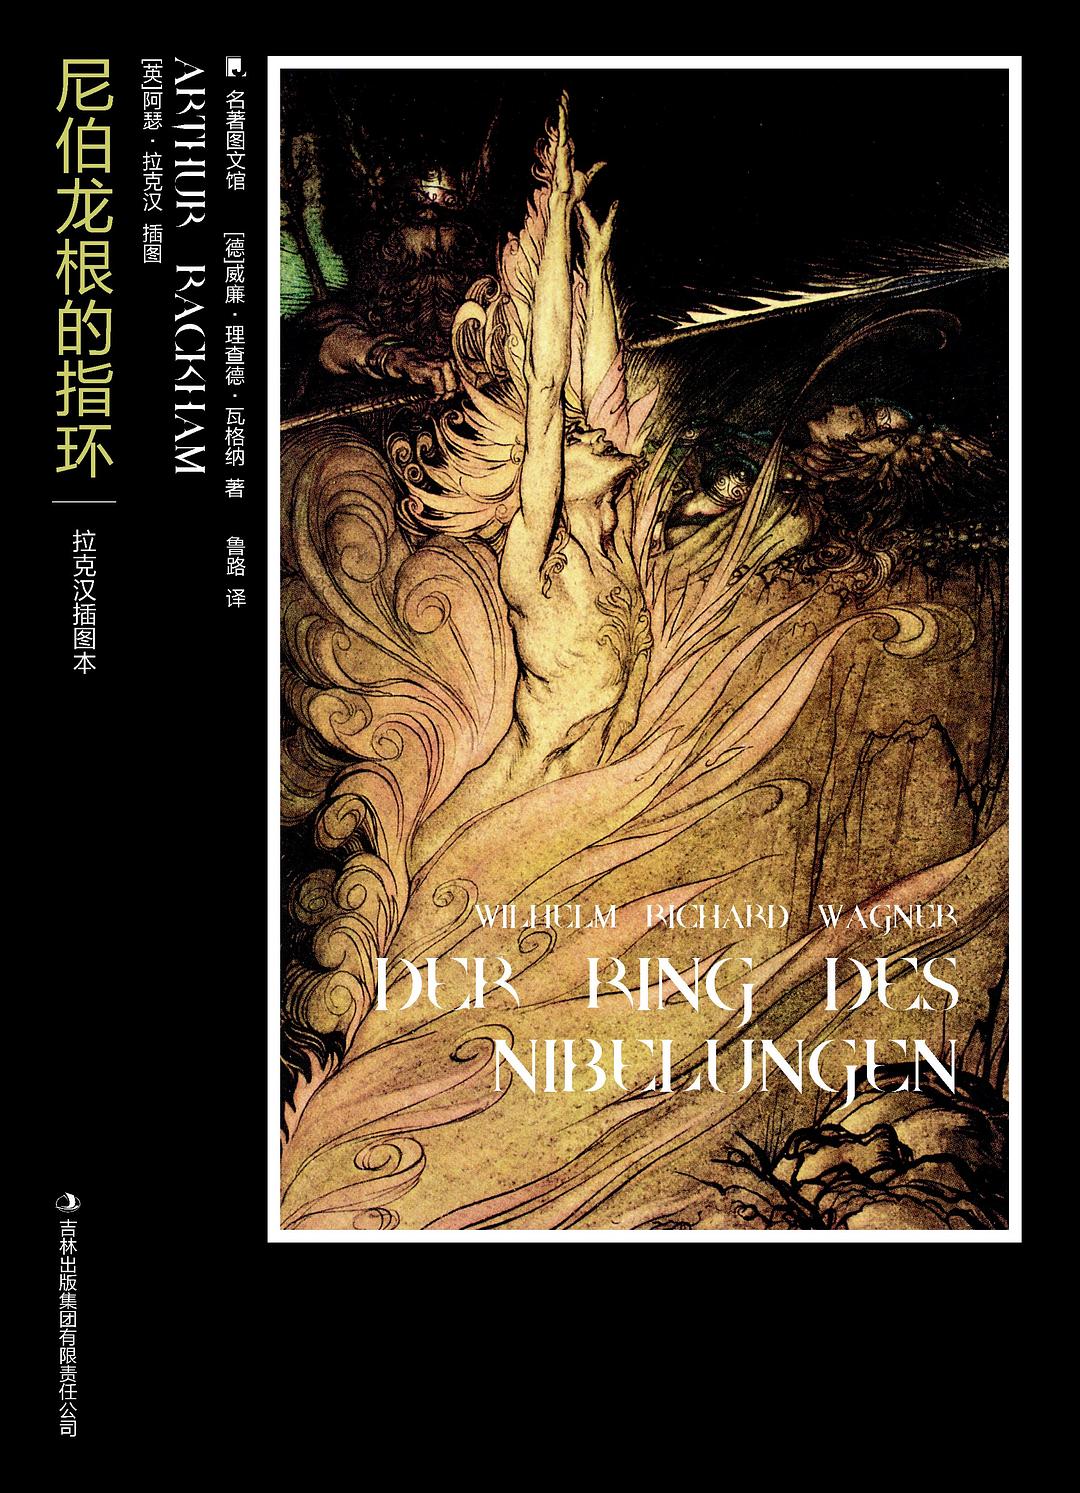 尼伯龙根的指环
拉克汉插图本
[英]阿瑟·拉克汉 插图
ARTHUR RACKHAM
名著图文馆 [德]威廉·理查德·瓦格纳 著 鲁路 译
WILHELM RICHARD WAGNER
DER RING DES
NIBELUNGEN
吉林出版集团有限责任公司